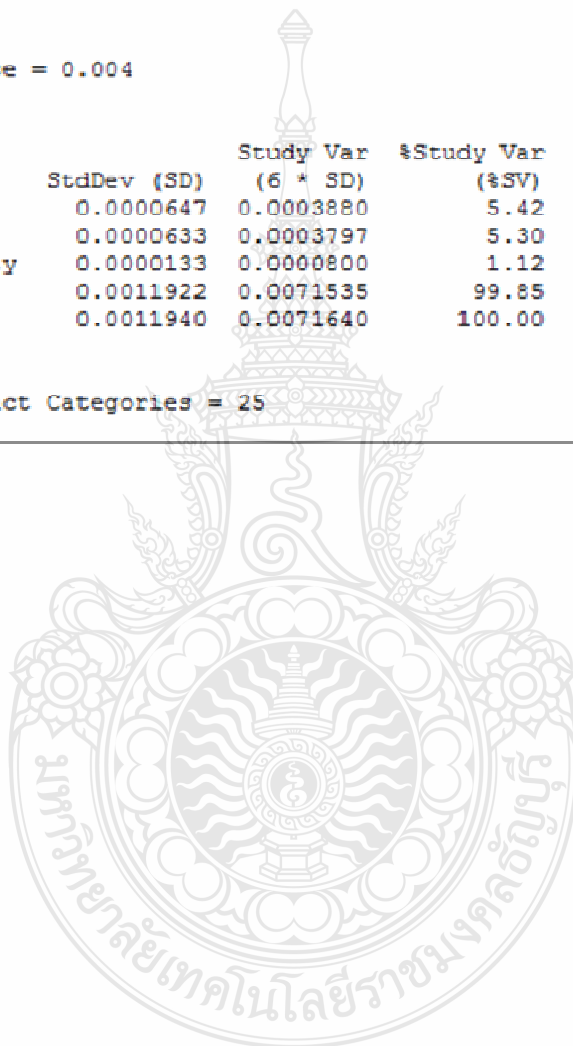 e = 0.004
Study Var %Study Var
StdDev (SD) (6 * SD) (%SV)
0.0000647 0.0003880 5.42
0.0000633 0.0003797 5.30
y 0.0000133 0.0000800 1.12
0.0011922 0.0071535 99.85
0.0011940 0.0071640 100.00
ct Categories = 25
มหาวิทยาลัยเทคโนโลยีราชมงคลธัญบุรี